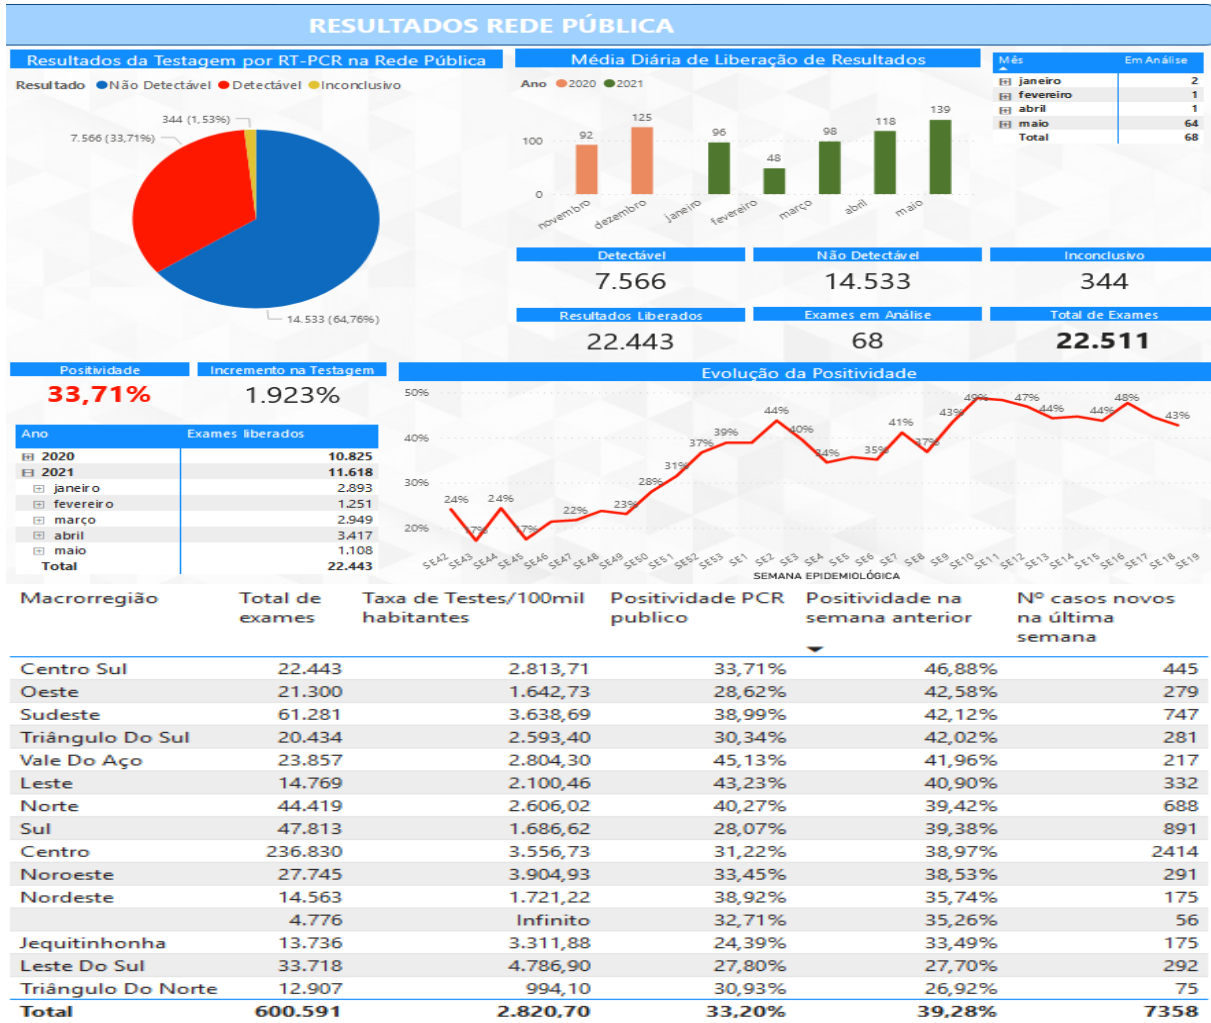 RESULTADOS REDE PÚBLICA
Resultados da Testagem por RT-PCR na Rede Pública
Resultado Não Detectável Detectável Inconclusivo
344 (1,53%)
7.566 (33,71%)
14.533 (64,76%)
Média Diária de Liberação de Resultados
Ano 2020 2021
100
0
92
125
96
48
98
118
139
novembro
dezembro
janeiro
fevereiro
março
abril
maio
Mês Em Análise
janeiro 2
fevereiro 1
abril 1
maio 64
Total 68
Detectável Não Detectável Inconclusivo
7.566 14.533 344
Resultados Liberados Exames em Análise Total de Exames
22.443 68 22.511
Positividade Incremento na Testagem
33,71% 1.923%
Ano Exames liberados
2020 10.825
2021 11.618
janeiro 2.893
fevereiro 1.251
março 2.949
abril 3.417
maio 1.108
Total 22.443
Evolução da Positividade
50%
40%
30%
20%
24% 17% 24% 17% 22% 23% 28% 31% 37% 39% 44% 40% 34% 35% 41% 37% 43% 49% 47% 44% 44% 48% 43%
SE42 SE43 SE44 SE45 SE46 SE47 SE48 SE49 SE50 SE51 SE52 SE53 SE1 SE2 SE3 SE4 SE5 SE6 SE7 SE8 SE9 SE10 SE11 SE12 SE13 SE14 SE15 SE16 SE17 SE18 SE19
SEMANA EPIDEMIOLÓGICA
Macrorregião Total de Taxa de Testes/100mil Positividade PCR Positividade na Nº casos novos
exames habitantes publico semana anterior na última
semana
Centro Sul 22.443 2.813,71 33,71% 46,88% 445
Oeste 21.300 1.642,73 28,62% 42,58% 279
Sudeste 61.281 3.638,69 38,99% 42,12% 747
Triângulo Do Sul 20.434 2.593,40 30,34% 42,02% 281
Vale Do Aço 23.857 2.804,30 45,13% 41,96% 217
Leste 14.769 2.100,46 43,23% 40,90% 332
Norte 44.419 2.606,02 40,27% 39,42% 688
Sul 47.813 1.686,62 28,07% 39,38% 891
Centro 236.830 3.556,73 31,22% 38,97% 2414
Noroeste 27.745 3.904,93 33,45% 38,53% 291
Nordeste 14.563 1.721,22 38,92% 35,74% 175
4.776 Infinito 32,71% 35,26% 56
Jequitinhonha 13.736 3.311,88 24,39% 33,49% 175
Leste Do Sul 33.718 4.786,90 27,80% 27,70% 292
Triângulo Do Norte 12.907 994,10 30,93% 26,92% 75
Total 600.591 2.820,70 33,20% 39,28% 7358